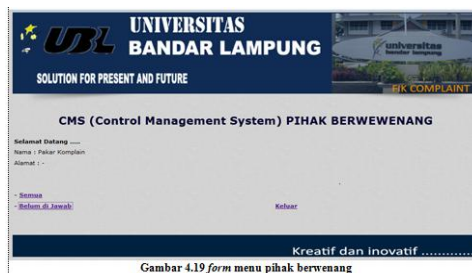 UBL
UNIVERSITAS
BANDAR LAMPUNG
universitas
bandar lampung
SOLUTION FOR PRESENT AND FUTURE
FIK COMPLAINT
CMS (Control Management System) PIHAK BERWEWENANG
Selamat Datang .....
Nama : Pakar Komplain
Alamat : -
- Semua
- Belum di Jawab
Keluar
Kreatif dan inovatif ............
Gambar 4.19 form menu pihak berwenang